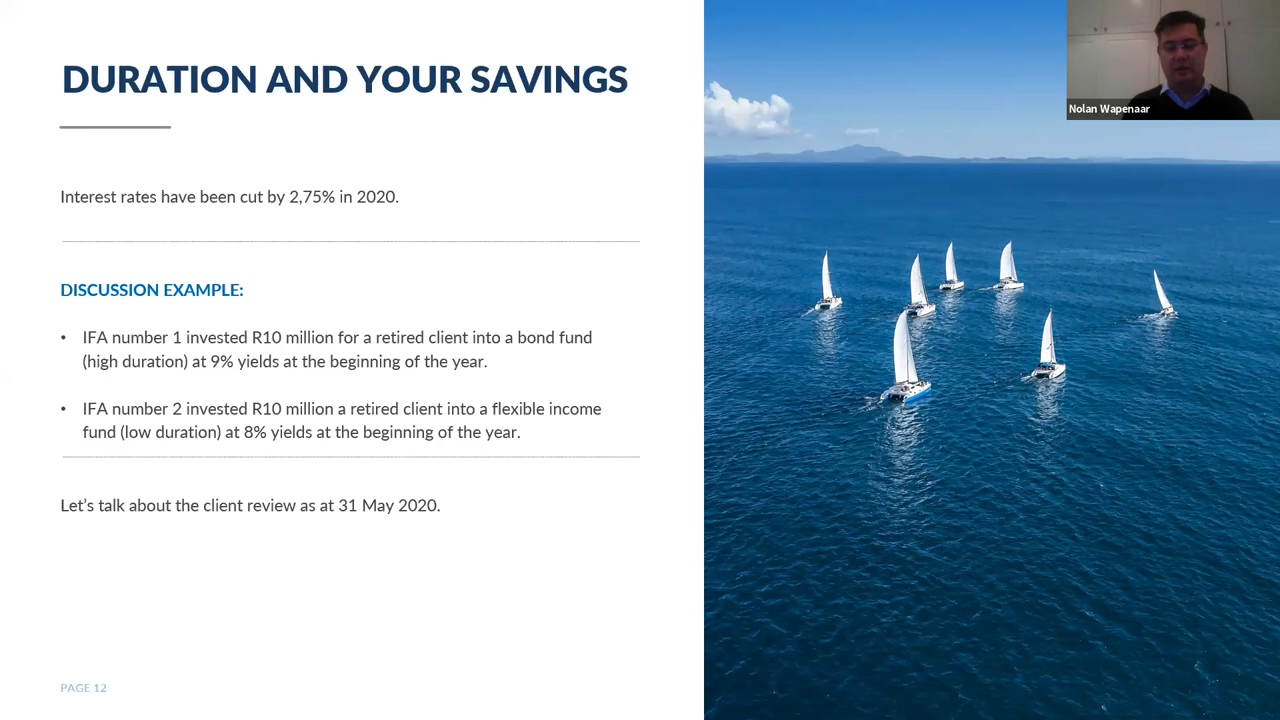 DURATION AND YOUR SAVINGS
Nolan Wapenaar
Interest rates have been cut by 2,75% in 2020.
DISCUSSION EXAMPLE:
• IFA number 1 invested R10 million for a retired client into a bond fund
(high duration) at 9% yields at the beginning of the year.
• IFA number 2 invested R10 million a retired client into a flexible income
fund (low duration) at 8% yields at the beginning of the year.
Let's talk about the client review as at 31 May 2020.
PAGE 12